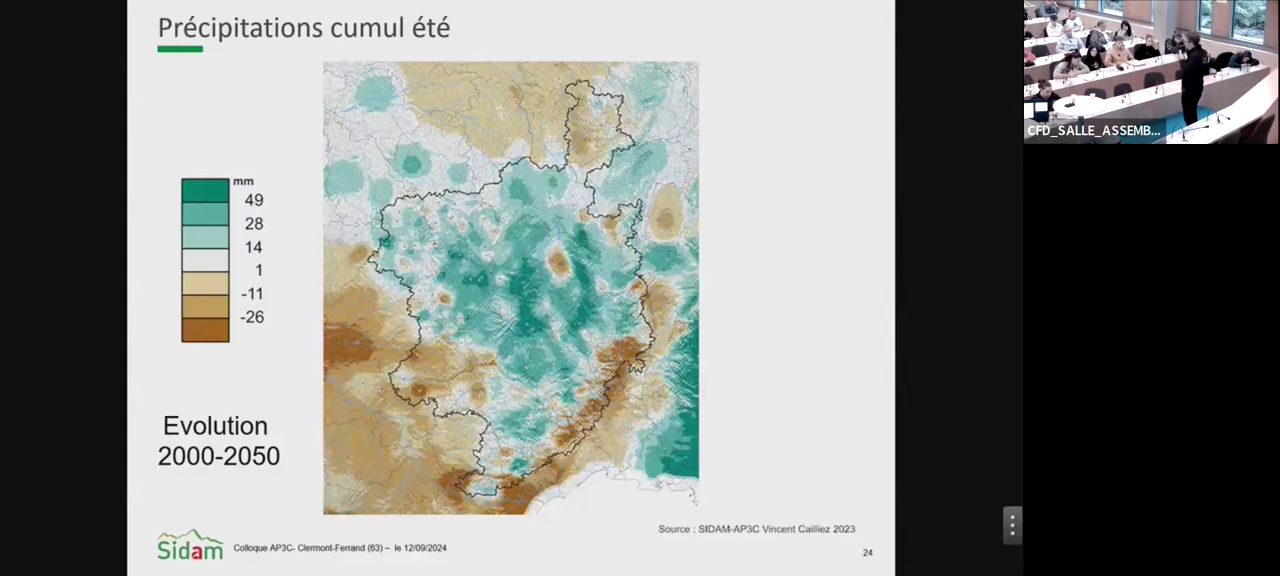 Précipitations cumul été
mm
49
28
14
1
-11
-26
Evolution
2000-2050
Source : SIDAM-AP3C Vincent Cailliez 2023
Sidam
Colloque AP3C- Clermont-Ferrand (63) – le 12/09/2024
24
CFD_SALLE_ASSEMB...